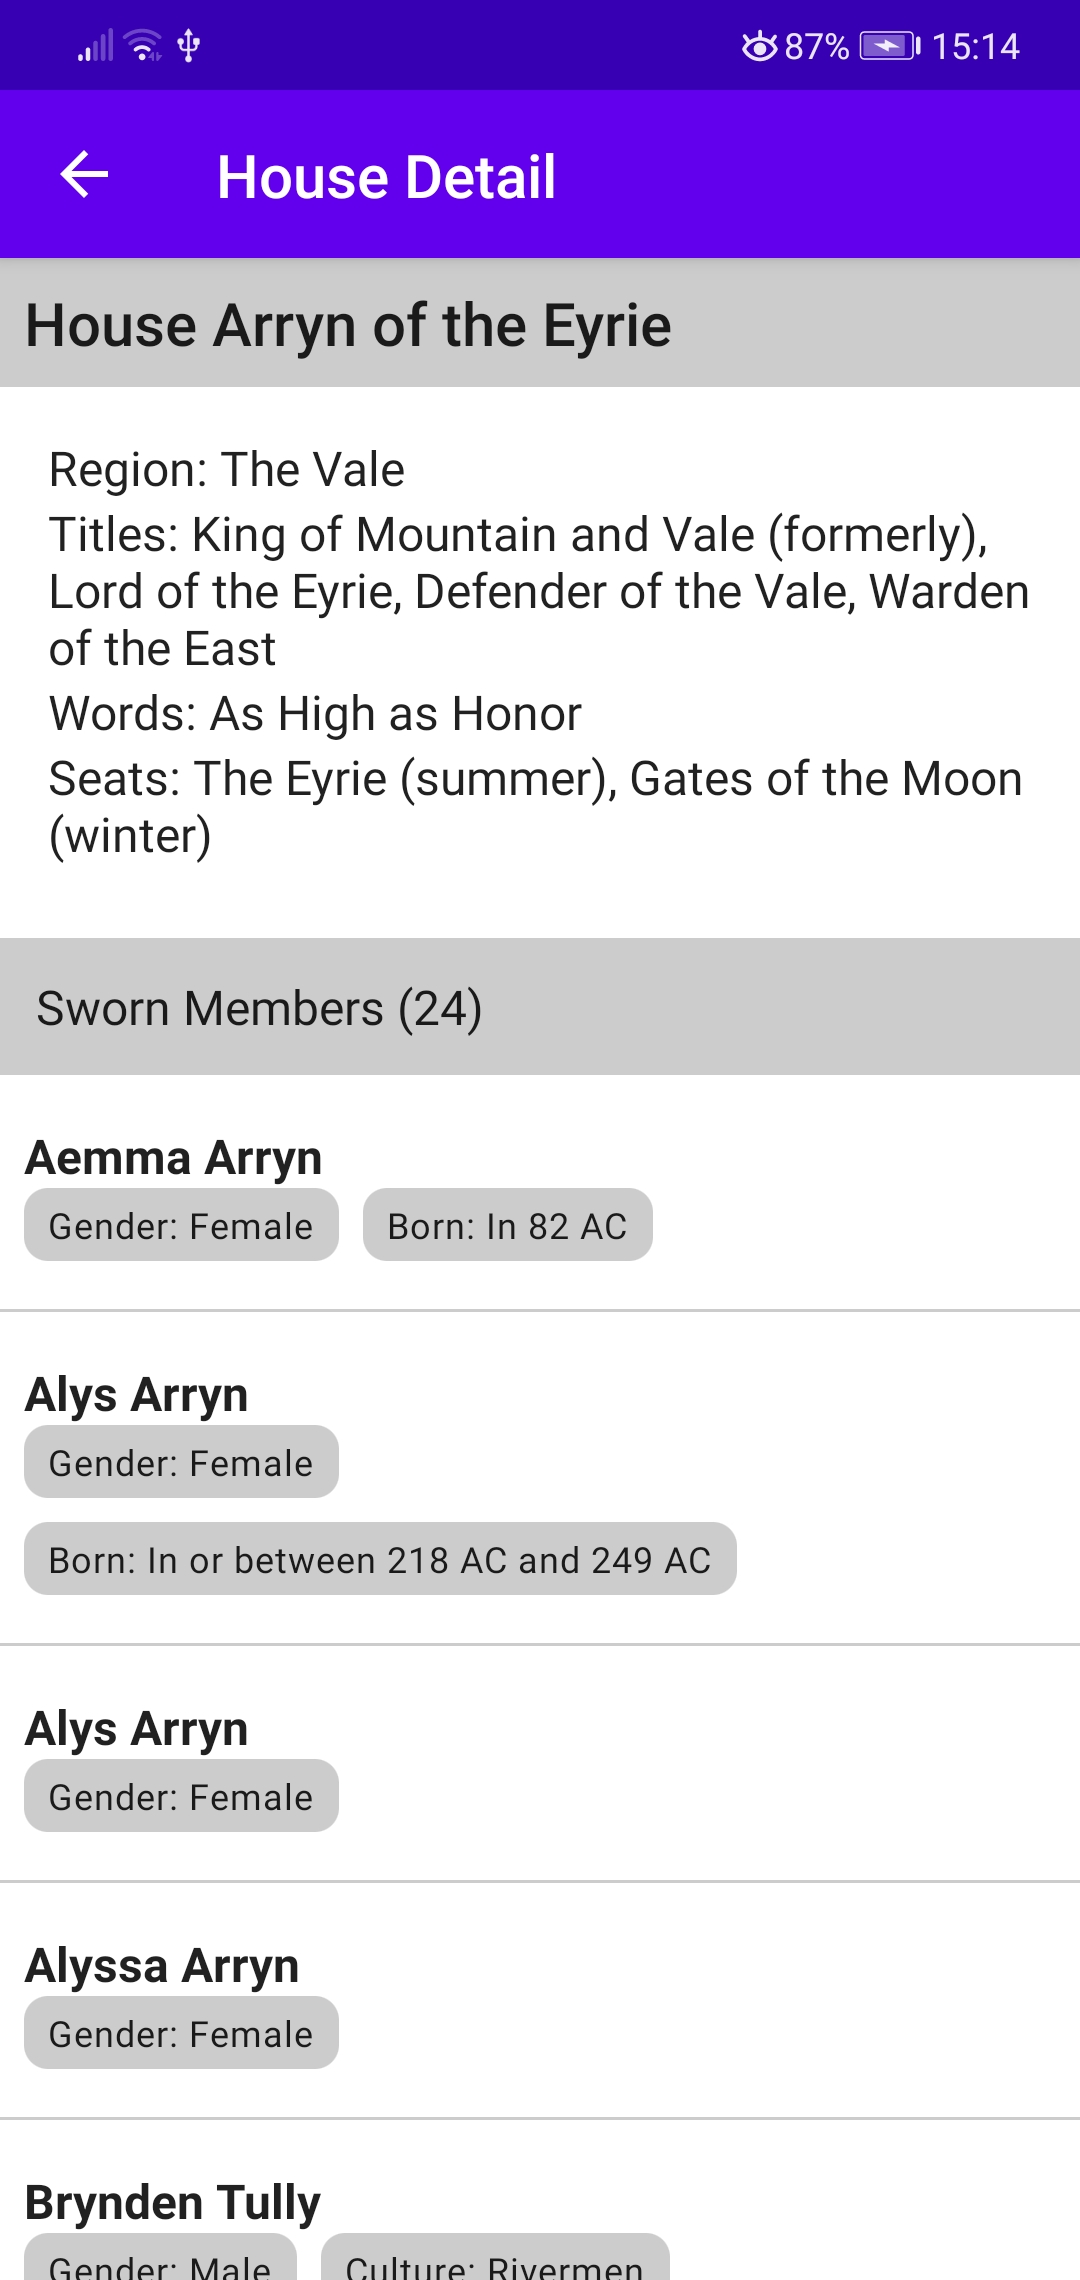 87% 15:14
House Detail
House Arryn of the Eyrie
Region: The Vale
Titles: King of Mountain and Vale (formerly),
Lord of the Eyrie, Defender of the Vale, Warden
of the East
Words: As High as Honor
Seats: The Eyrie (summer), Gates of the Moon
(winter)
Sworn Members (24)
Aemma Arryn
Gender: Female Born: In 82 AC
Alys Arryn
Gender: Female
Born: In or between 218 AC and 249 AC
Alys Arryn
Gender: Female
Alyssa Arryn
Gender: Female
Brynden Tully
Gender: Male Culture: Rivermen